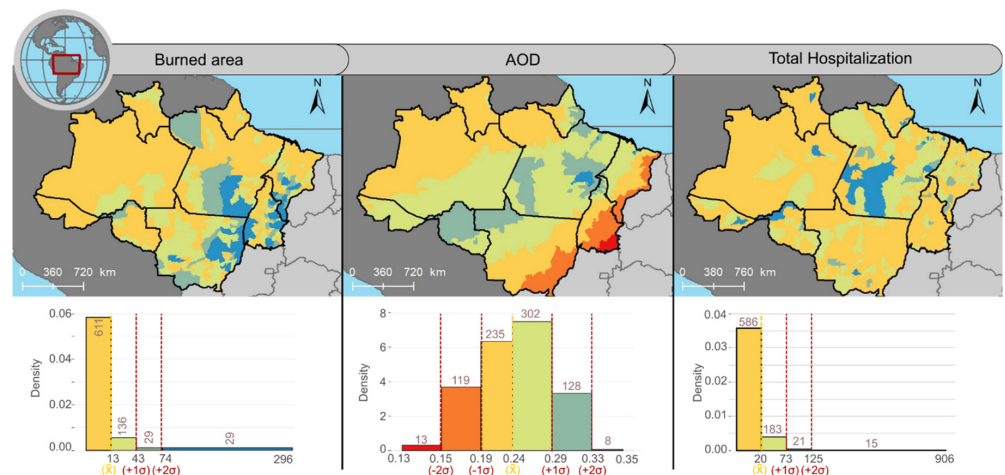 Burned area
AOD
Total Hospitalization
N
N
N
0 360 720 km
0 360 720 km
0 380 760 km
0.06
0.04
0.02
0.00
Density
611
136
29
29
13 43 74 296
(x̄) (+1σ) (+2σ)
8
6
4
2
0
Density
13
119
235
302
128
8
0.13 0.15 0.19 0.24 0.29 0.33 0.35
(-2σ) (-1σ) (x̄) (+1σ) (+2σ)
0.04
0.03
0.02
0.01
0.00
Density
586
183
21
15
20 73 125 906
(x̄) (+1σ) (+2σ)